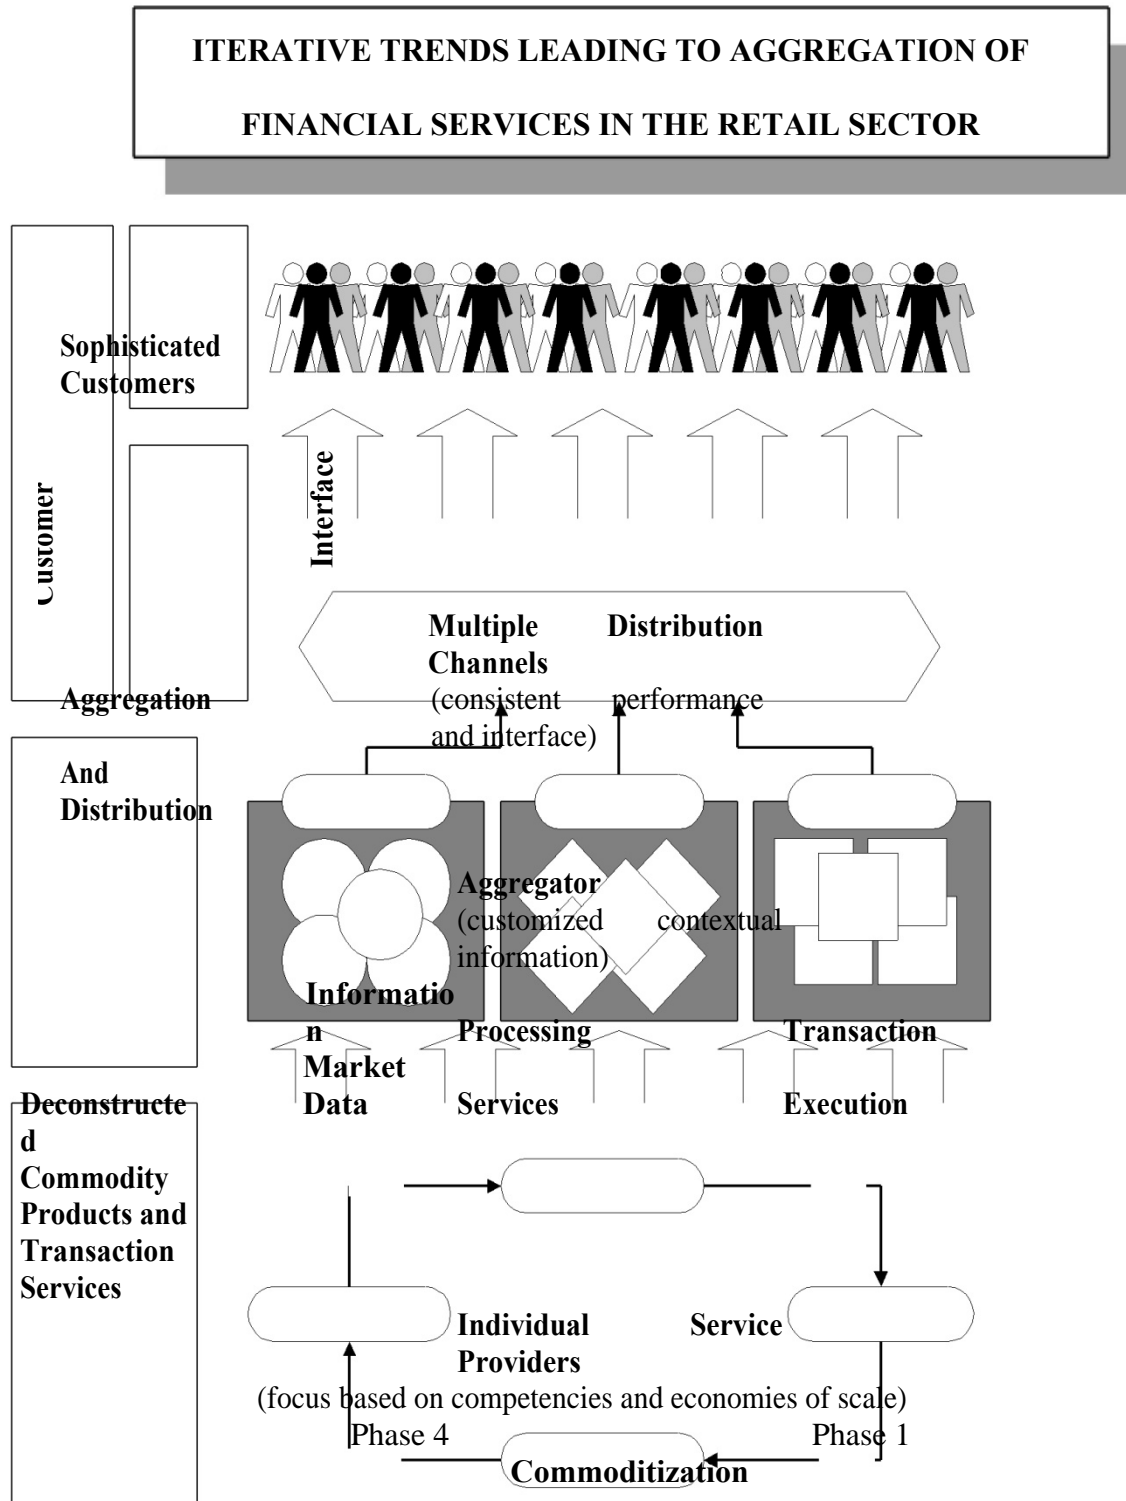 ITERATIVE TRENDS LEADING TO AGGREGATION OF
FINANCIAL SERVICES IN THE RETAIL SECTOR
Sophisticated
Customers
Customer
Interface
Multiple Distribution
Channels
(consistent performance
and interface)
Aggregation
And
Distribution
Aggregator
(customized contextual
information)
Informatio
n
Market
Data
Processing
Services
Transaction
Execution
Deconstructe
d
Commodity
Products and
Transaction
Services
Individual Service
Providers
(focus based on competencies and economies of scale)
Phase 4 Phase 1
Commoditization